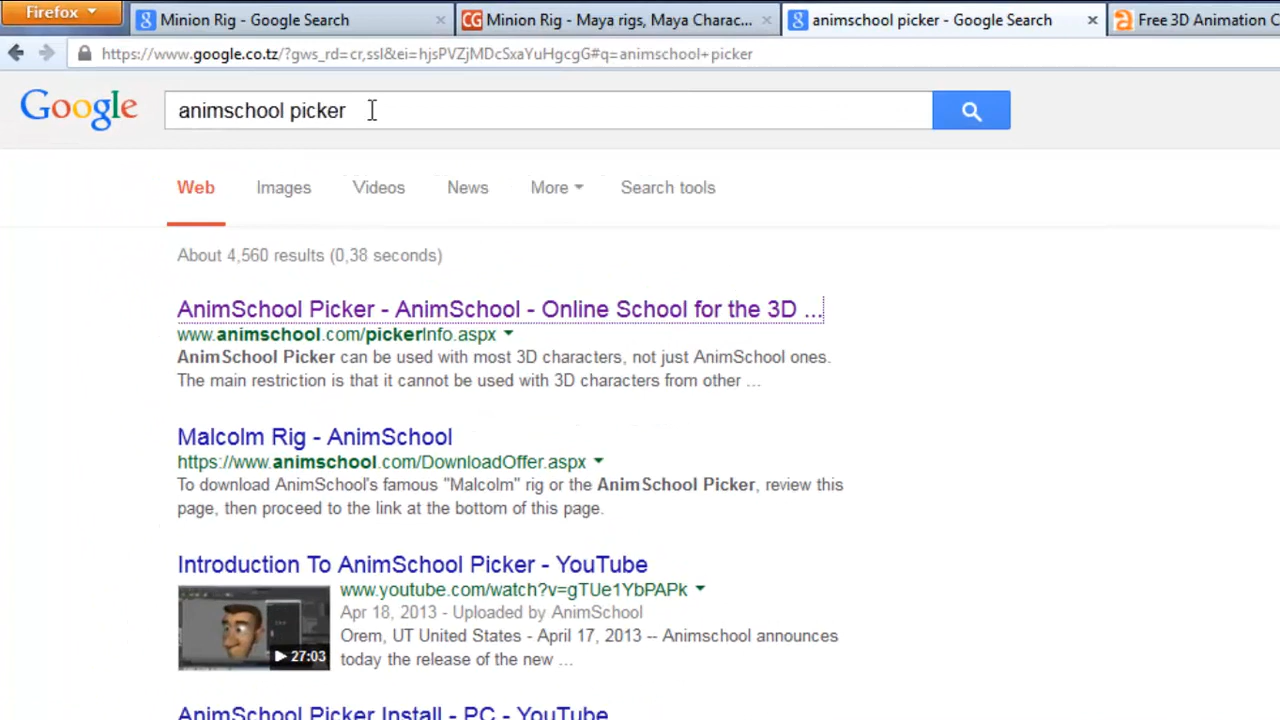 Firefox
Minion Rig - Google Search
Minion Rig - Maya rigs, Maya Charac...
animschool picker - Google Search
Free 3D Animation C
https://www.google.co.tz/?gws_rd=cr,ssl&ei=hjsPVZjMDcSxaYuHgcgG#q=animschool+picker
Google
animschool picker
Web
Images
Videos
News
More
Search tools
About 4,560 results (0,38 seconds)
AnimSchool Picker - AnimSchool - Online School for the 3D ...
www.animschool.com/pickerInfo.aspx
AnimSchool Picker can be used with most 3D characters, not just AnimSchool ones.
The main restriction is that it cannot be used with 3D characters from other ...
Malcolm Rig - AnimSchool
https://www.animschool.com/DownloadOffer.aspx
To download AnimSchool's famous "Malcolm" rig or the AnimSchool Picker, review this
page, then proceed to the link at the bottom of this page.
Introduction To AnimSchool Picker - YouTube
www.youtube.com/watch?v=gTUe1YbPAPk
Apr 18, 2013 - Uploaded by AnimSchool
Orem, UT United States - April 17, 2013 -- Animschool announces
27:03
today the release of the new ...
AnimSchool Picker Install - PC - YouTube